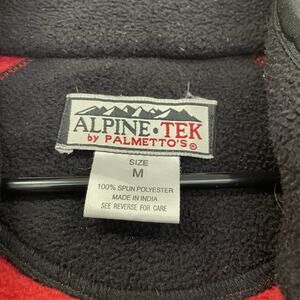 ALPINE•TEK
by PALMETTO'S®
SIZE
M
100% SPUN POLYESTER
MADE IN INDIA
SEE REVERSE FOR CARE